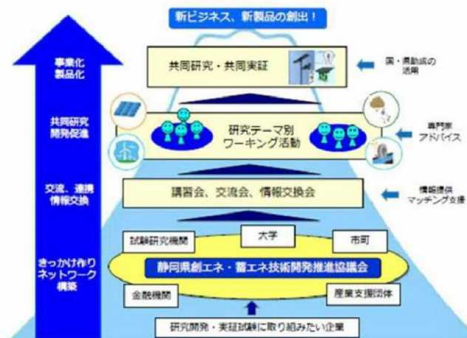 新ビジネス、新製品の創出！
事業化
製品化
共同研究・共同実証
国・県助成の
活用
共同研究
開発促進
研究テーマ別
ワーキング活動
専門家
アドバイス
交流、連携
情報交換
講習会、交流会、情報交換会
情報提供
マッチング支援
きっかけ作り
ネットワーク
構築
試験研究機関
大学
市町
静岡県創エネ・蓄エネ技術開発推進協議会
金融機関
産業支援団体
研究開発・実証試験に取り組みたい企業